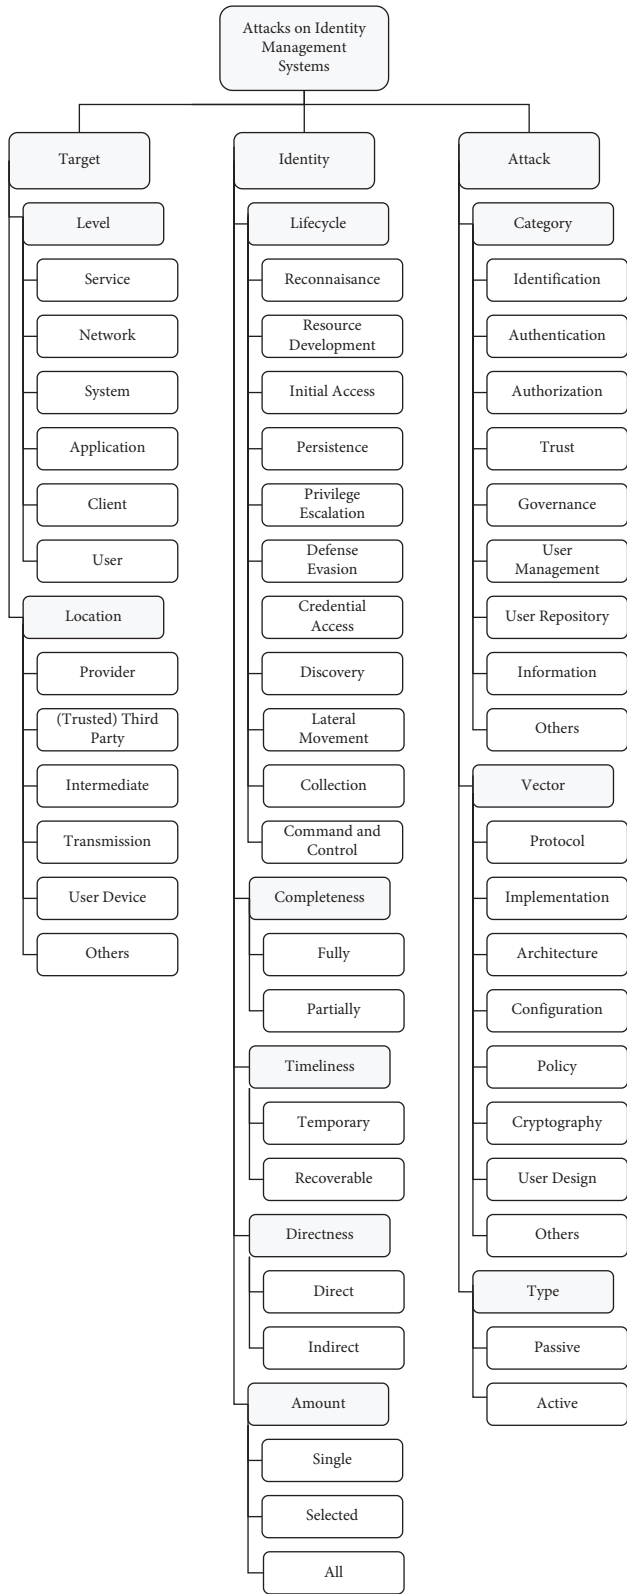 Attacks on Identity
Management
Systems
Target
Level
Service
Network
System
Application
Client
User
Location
Provider
(Trusted) Third
Party
Intermediate
Transmission
User Device
Others
Identity
Lifecycle
Reconnaisance
Resource
Development
Initial Access
Persistence
Privilege
Escalation
Defense
Evasion
Credential
Access
Discovery
Lateral
Movement
Collection
Command and
Control
Completeness
Fully
Partially
Timeliness
Temporary
Recoverable
Directness
Direct
Indirect
Amount
Single
Selected
All
Attack
Category
Identification
Authentication
Authorization
Trust
Governance
User
Management
User Repository
Information
Others
Vector
Protocol
Implementation
Architecture
Configuration
Policy
Cryptography
User Design
Others
Type
Passive
Active